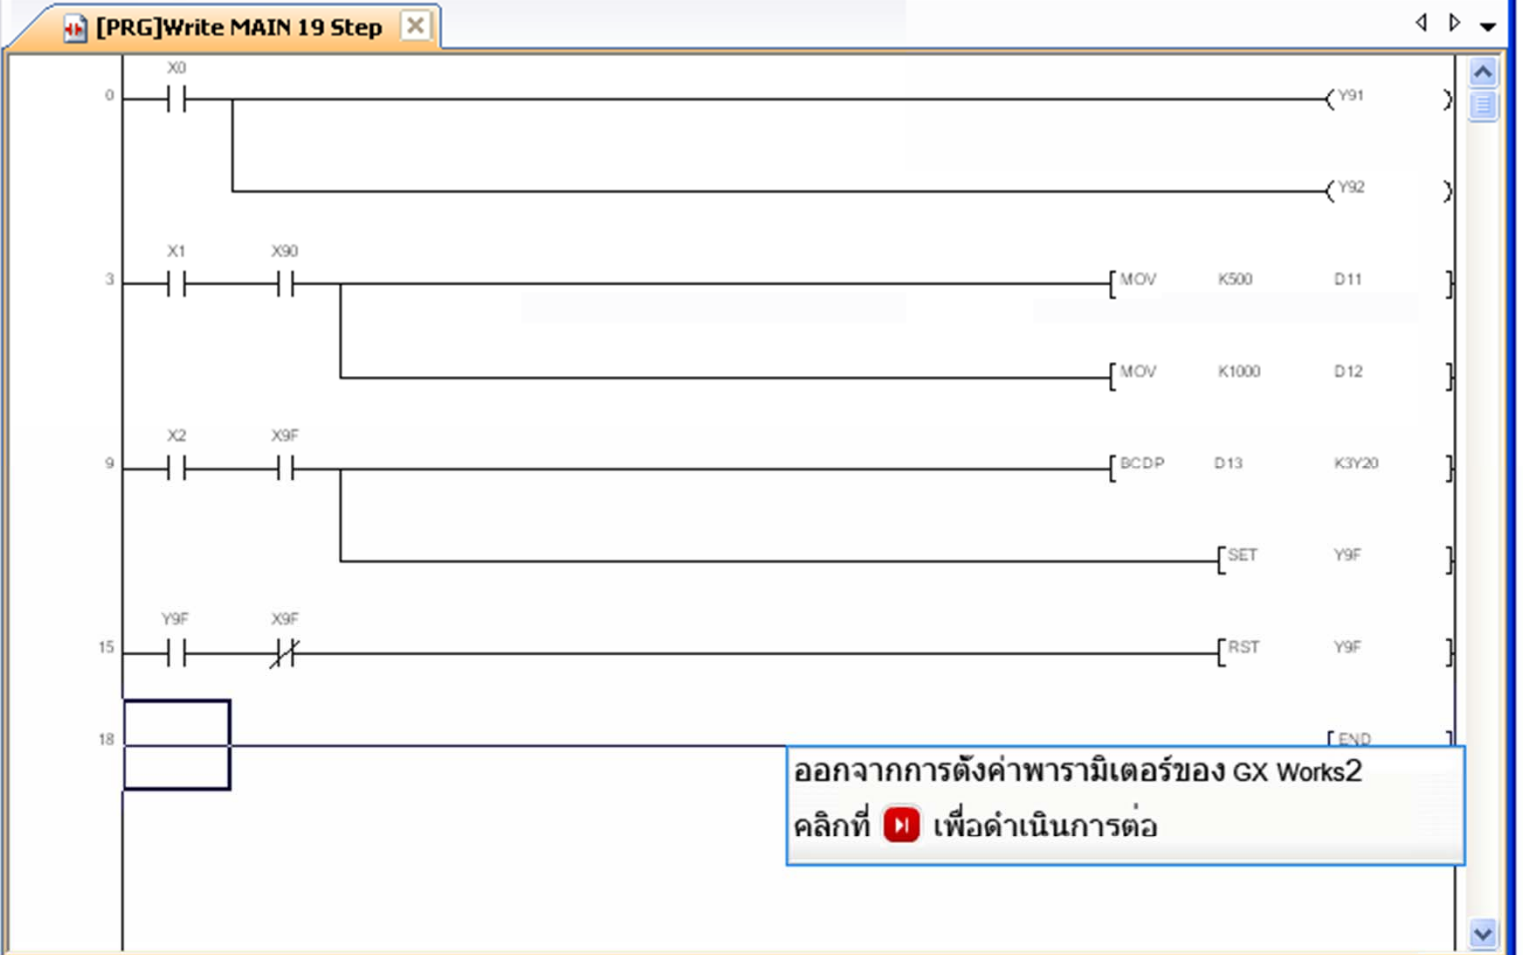 [PRG]Write MAIN 19 Step
X0
0 Y91
Y92
X1 X90
3 MOV K500 D11
MOV K1000 D12
X2 X9F
9 BCDP D13 K3Y20
SET Y9F
Y9F X9F
15 RST Y9F
18 END
ออกจากการตั้งค่าพารามิเตอร์ของ GX Works2
คลิกที่ เพื่อดำเนินการต่อ